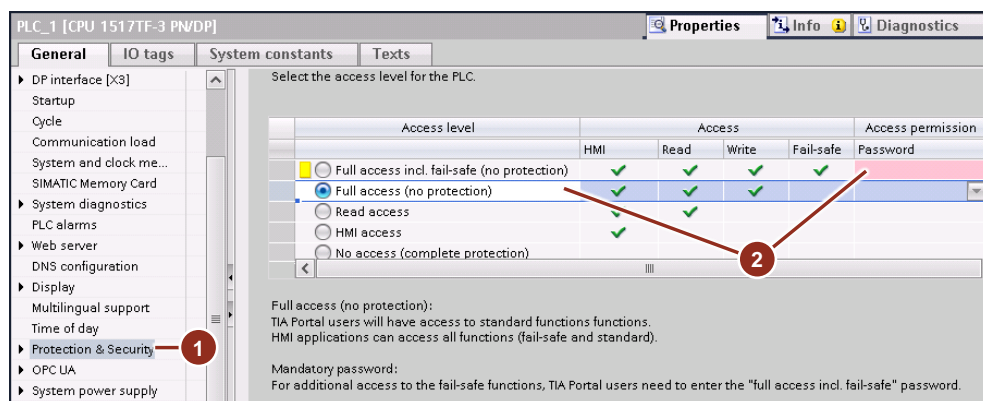 PLC_1 [CPU 1517TF-3 PN/DP]
Properties
Info
Diagnostics
General
IO tags
System constants
Texts
DP interface [X3]
Startup
Cycle
Communication load
System and clock me...
SIMATIC Memory Card
System diagnostics
PLC alarms
Web server
DNS configuration
Display
Multilingual support
Time of day
Protection & Security
OPC UA
System power supply
1
Select the access level for the PLC.
Access level Access Access permission
HMI Read Write Fail-safe Password
Full access incl. fail-safe (no protection)
Full access (no protection)
Read access
HMI access
No access (complete protection)
2
Full access (no protection):
TIA Portal users will have access to standard functions functions.
HMI applications can access all functions (fail-safe and standard).
Mandatory password:
For additional access to the fail-safe functions, TIA Portal users need to enter the "full access incl. fail-safe" password.